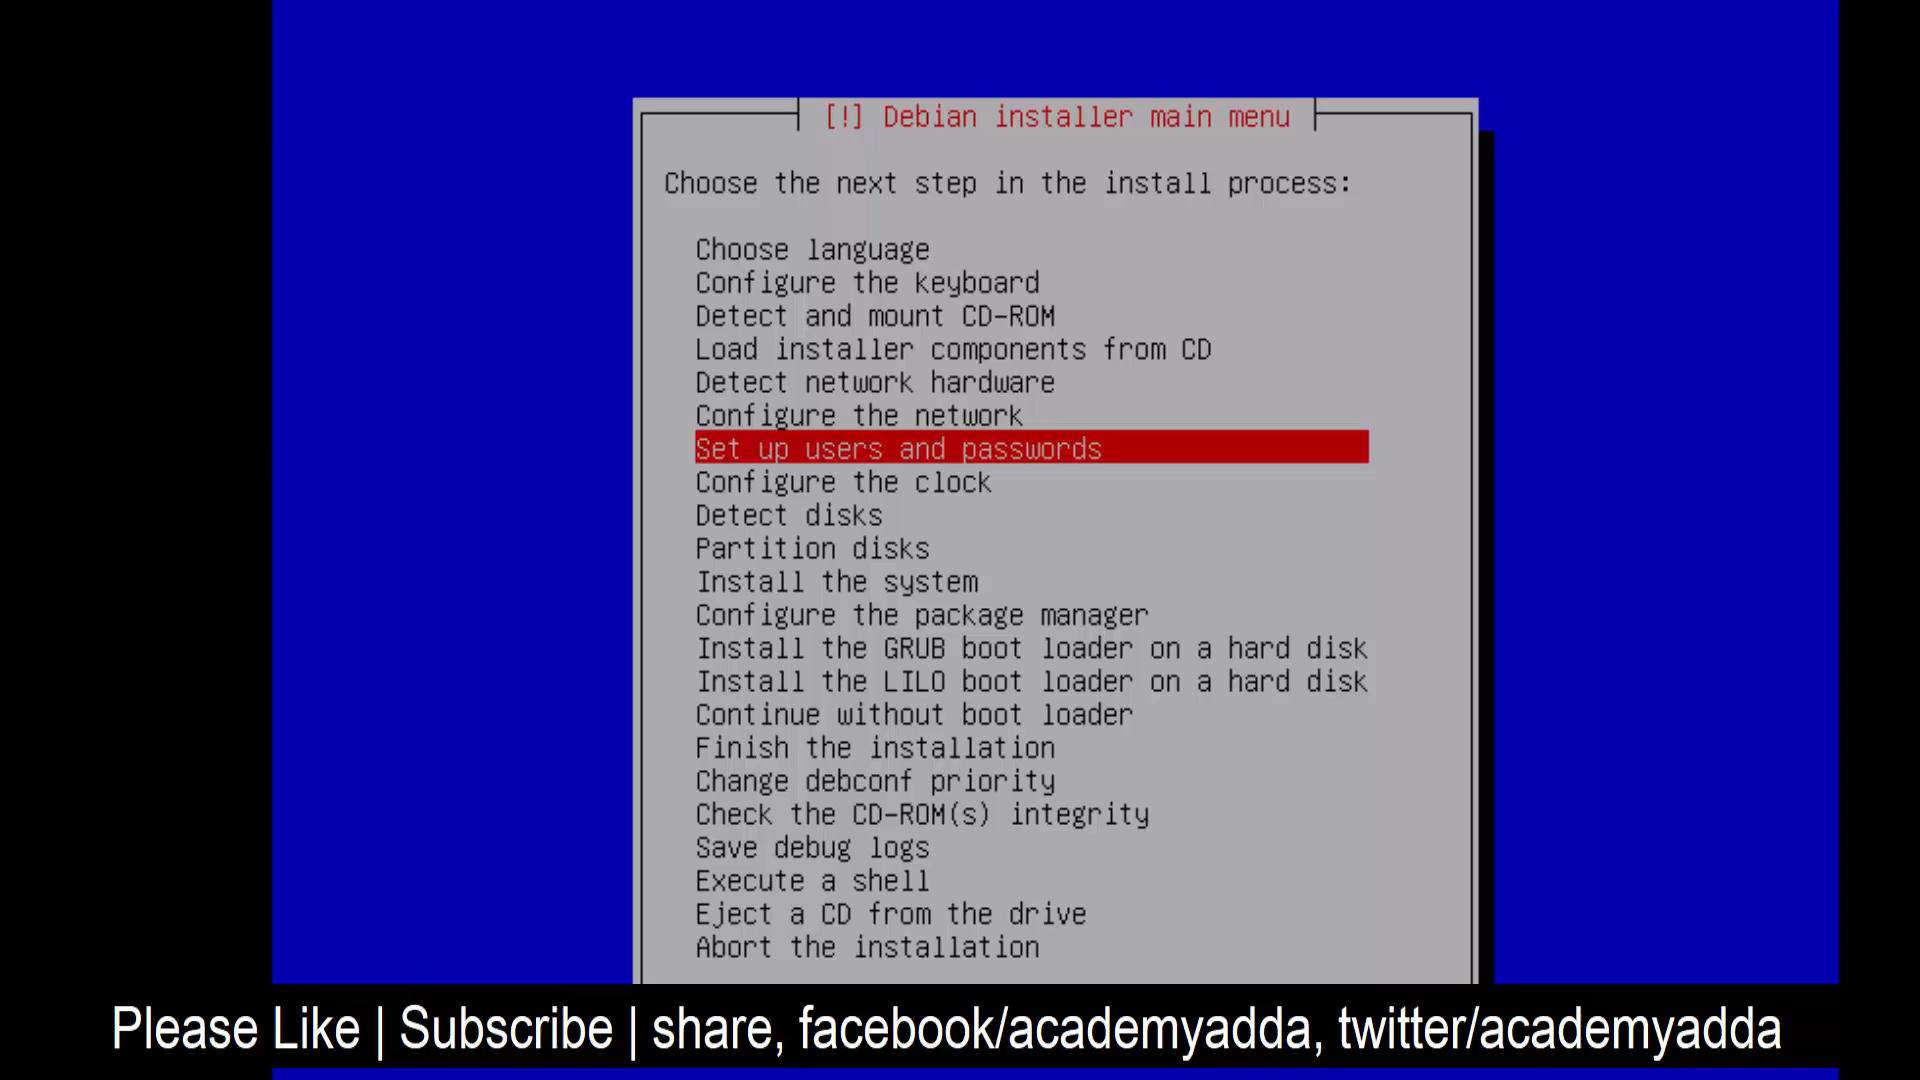 [!] Debian installer main menu
Choose the next step in the install process:
Choose language
Configure the keyboard
Detect and mount CD-ROM
Load installer components from CD
Detect network hardware
Configure the network
Set up users and passwords
Configure the clock
Detect disks
Partition disks
Install the system
Configure the package manager
Install the GRUB boot loader on a hard disk
Install the LILO boot loader on a hard disk
Continue without boot loader
Finish the installation
Change debconf priority
Check the CD-ROM(s) integrity
Save debug logs
Execute a shell
Eject a CD from the drive
Abort the installation
Please Like | Subscribe | share, facebook/academyadda, twitter/academyadda